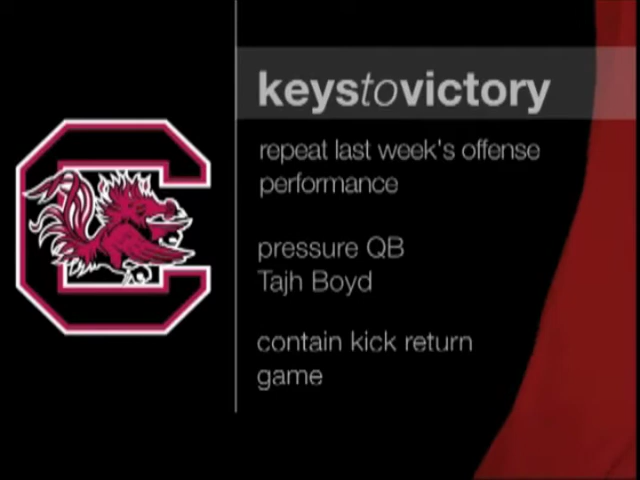 keystovictory
repeat last week's offense
performance
pressure QB
Tajh Boyd
contain kick return
game